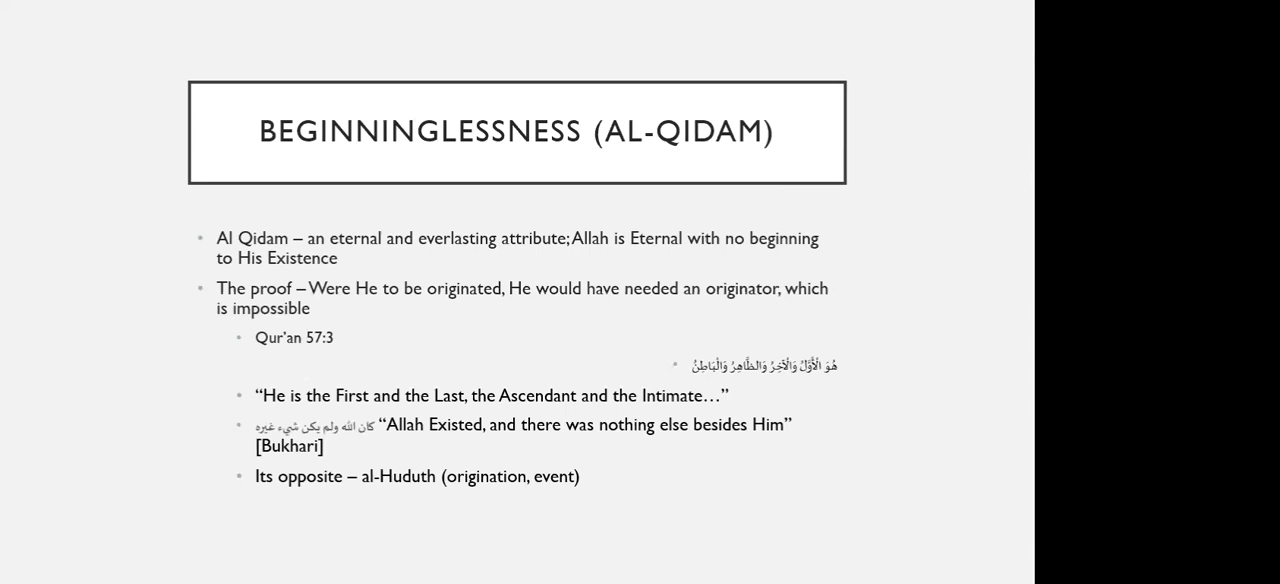 BEGINNINGLESSNESS (AL-QIDAM)
• Al Qidam – an eternal and everlasting attribute; Allah is Eternal with no beginning
to His Existence
• The proof – Were He to be originated, He would have needed an originator, which
is impossible
• Qur’an 57:3
• هُوَ الْأَوَّلُ وَالْآخِرُ وَالظَّاهِرُ وَالْبَاطِنُ
• “He is the First and the Last, the Ascendant and the Intimate…”
• كان الله ولم يكن شيء غيره “Allah Existed, and there was nothing else besides Him”
[Bukhari]
• Its opposite – al-Huduth (origination, event)